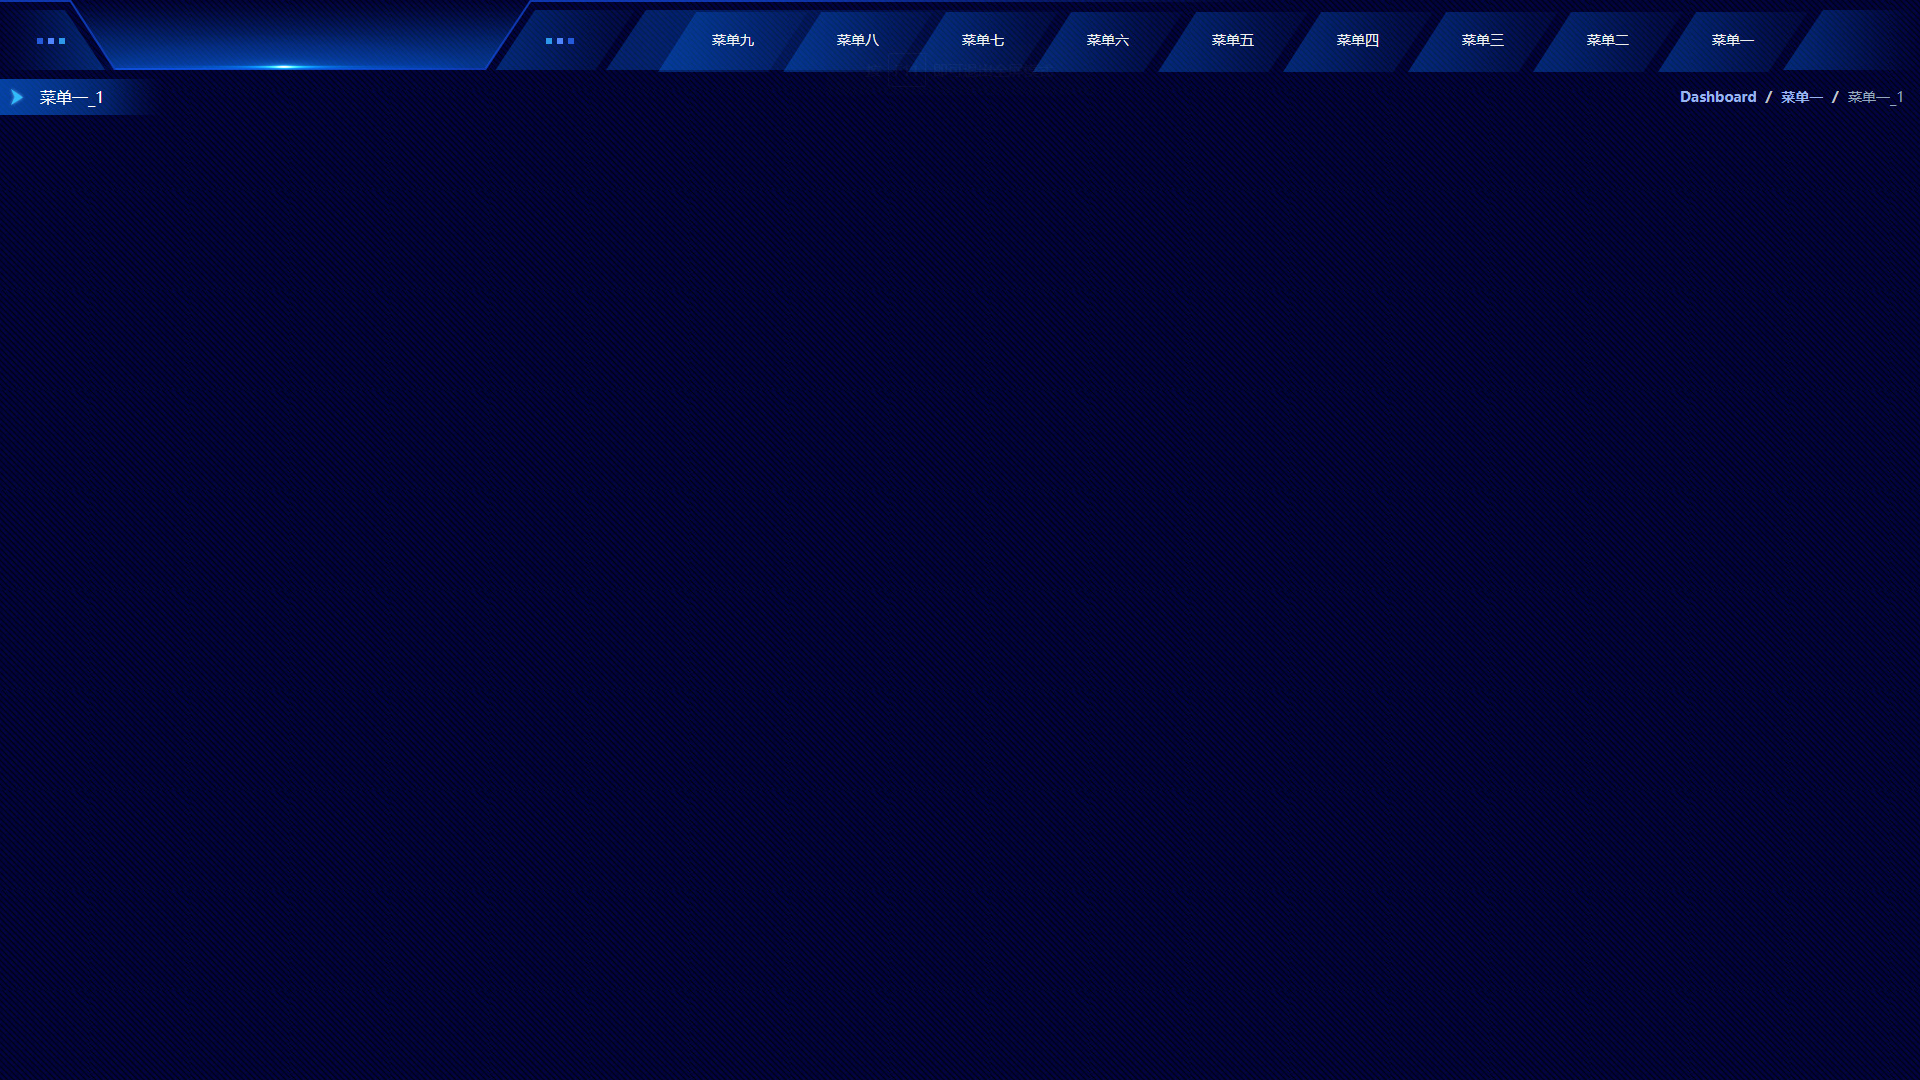 菜单九 菜单八 菜单七 菜单六 菜单五 菜单四 菜单三 菜单二 菜单一
菜单一_1
Dashboard / 菜单一 / 菜单一_1